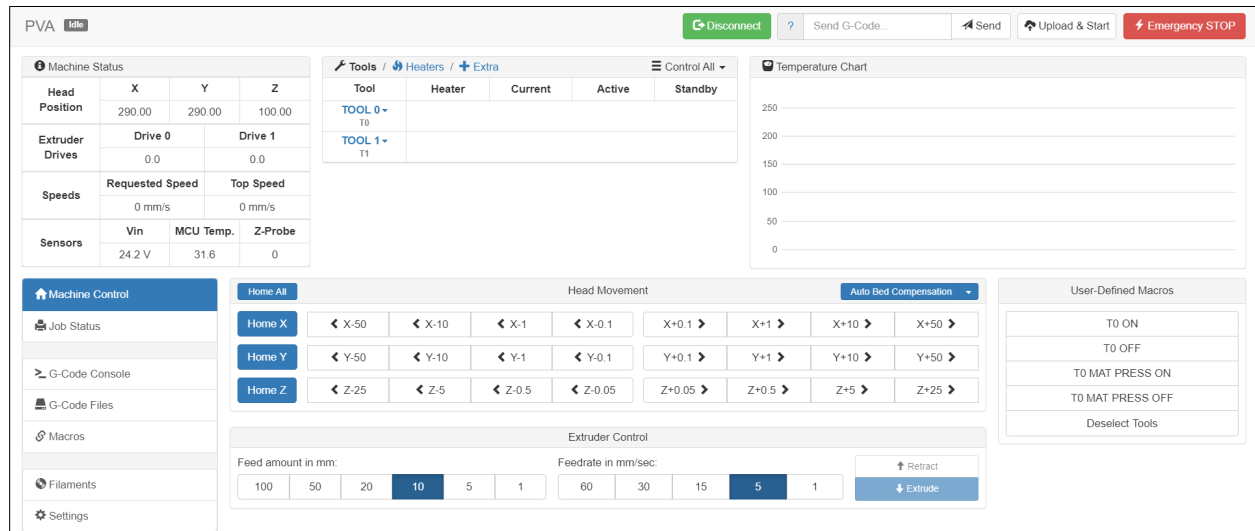 PVA Idle Disconnect ? Send G-Code... Send Upload & Start Emergency STOP
Machine Status
Head Position X Y Z
290.00 290.00 100.00
Extruder Drives Drive 0 Drive 1
0.0 0.0
Speeds Requested Speed Top Speed
0 mm/s 0 mm/s
Sensors Vin MCU Temp. Z-Probe
24.2 V 31.6 0
Tools / Heaters / Extra Control All
Tool Heater Current Active Standby
TOOL 0
T0
TOOL 1
T1
Temperature Chart
250
200
150
100
50
0
Machine Control
Job Status
G-Code Console
G-Code Files
Macros
Filaments
Settings
Home All Head Movement Auto Bed Compensation
Home X X-50 X-10 X-1 X-0.1 X+0.1 X+1 X+10 X+50
Home Y Y-50 Y-10 Y-1 Y-0.1 Y+0.1 Y+1 Y+10 Y+50
Home Z Z-25 Z-5 Z-0.5 Z-0.05 Z+0.05 Z+0.5 Z+5 Z+25
Extruder Control
Feed amount in mm: Feedrate in mm/sec: Retract
100 50 20 10 5 1 60 30 15 5 1 Extrude
User-Defined Macros
T0 ON
T0 OFF
T0 MAT PRESS ON
T0 MAT PRESS OFF
Deselect Tools